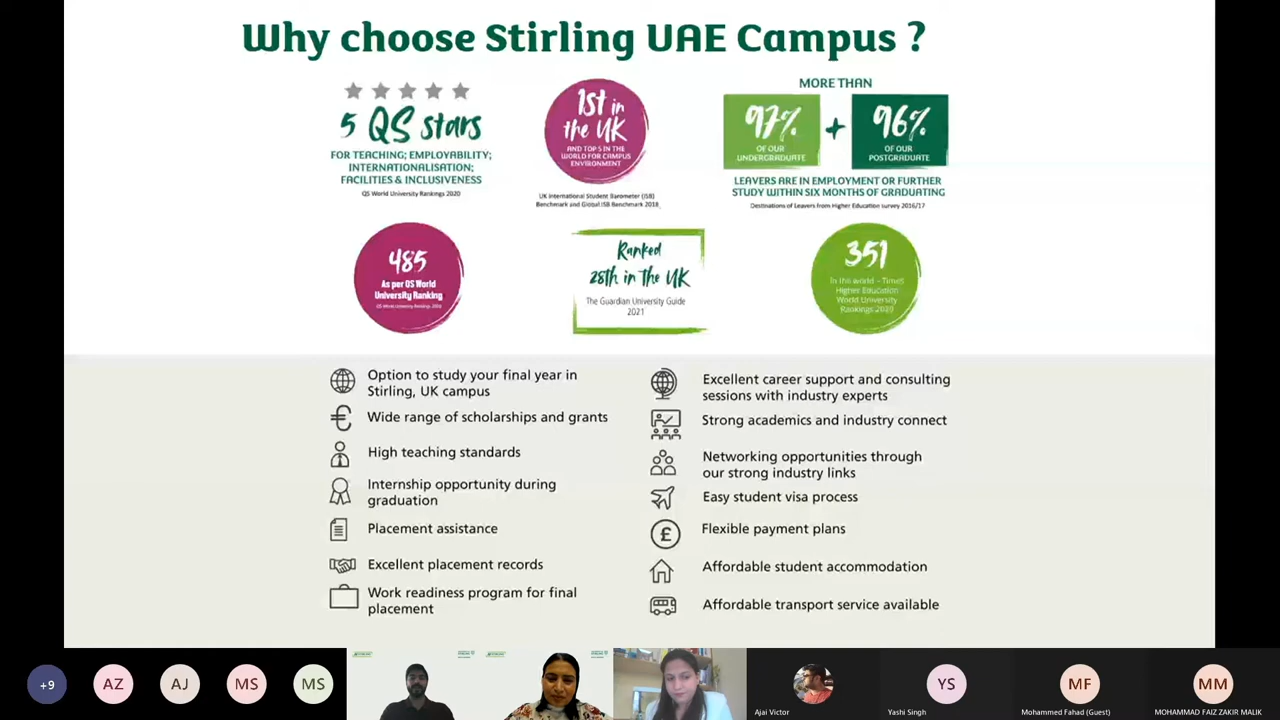 Why choose Stirling UAE Campus ?
5 QS stars
FOR TEACHING; EMPLOYABILITY;
INTERNATIONALISATION;
FACILITIES & INCLUSIVENESS
QS World University Rankings 2020
1st in
the UK
AND TOP 5 IN THE
WORLD FOR CAMPUS
ENVIRONMENT
UK International Student Barometer (ISB)
Benchmark and Global ISB Benchmark 2018
MORE THAN
97%
OF OUR
UNDERGRADUATE
+
96%
OF OUR
POSTGRADUATE
LEAVERS ARE IN EMPLOYMENT OR FURTHER
STUDY WITHIN SIX MONTHS OF GRADUATING
Destinations of Leavers from Higher Education survey 2016/17
485
As per QS World
University Ranking
Ranked
25th in the UK
The Guardian University Guide
2021
351
In the world - Times
Higher Education
World University
Rankings
Option to study your final year in
Stirling, UK campus
Wide range of scholarships and grants
High teaching standards
Internship opportunity during
graduation
Placement assistance
Excellent placement records
Work readiness program for final
placement
Excellent career support and consulting
sessions with industry experts
Strong academics and industry connect
Networking opportunities through
our strong industry links
Easy student visa process
Flexible payment plans
Affordable student accommodation
Affordable transport service available
+9
AZ
AJ
MS
MS
Ajai Victor
YS
Yashi Singh
MF
Mohammed Fahad (Guest)
MM
MOHAMMAD FAIZ ZAKIR MALIK